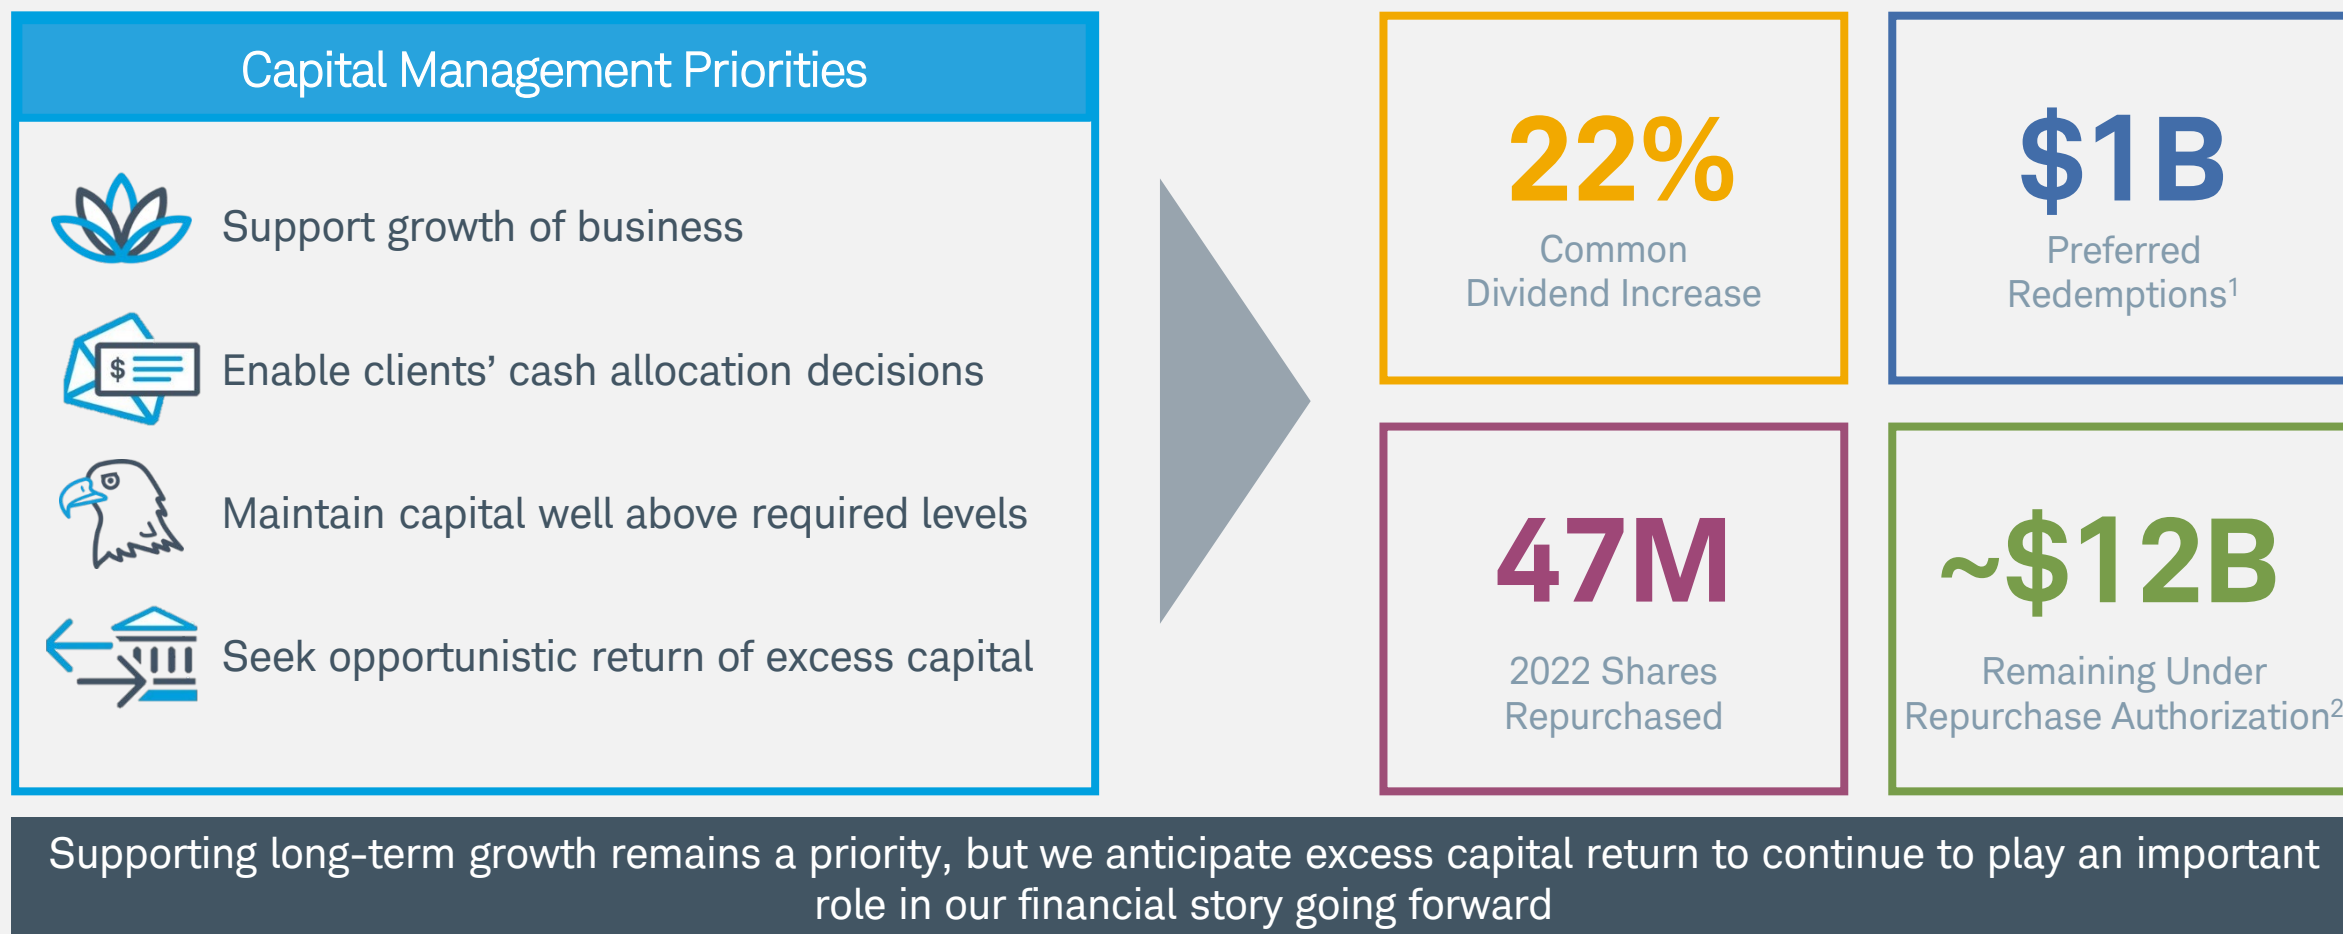 Capital Management Priorities
Support growth of business
$
Enable clients’ cash allocation decisions
Maintain capital well above required levels
Seek opportunistic return of excess capital
22%
Common
Dividend Increase
$1B
Preferred
Redemptions¹
47M
2022 Shares
Repurchased
~$12B
Remaining Under
Repurchase Authorization²
Supporting long-term growth remains a priority, but we anticipate excess capital return to continue to play an important
role in our financial story going forward